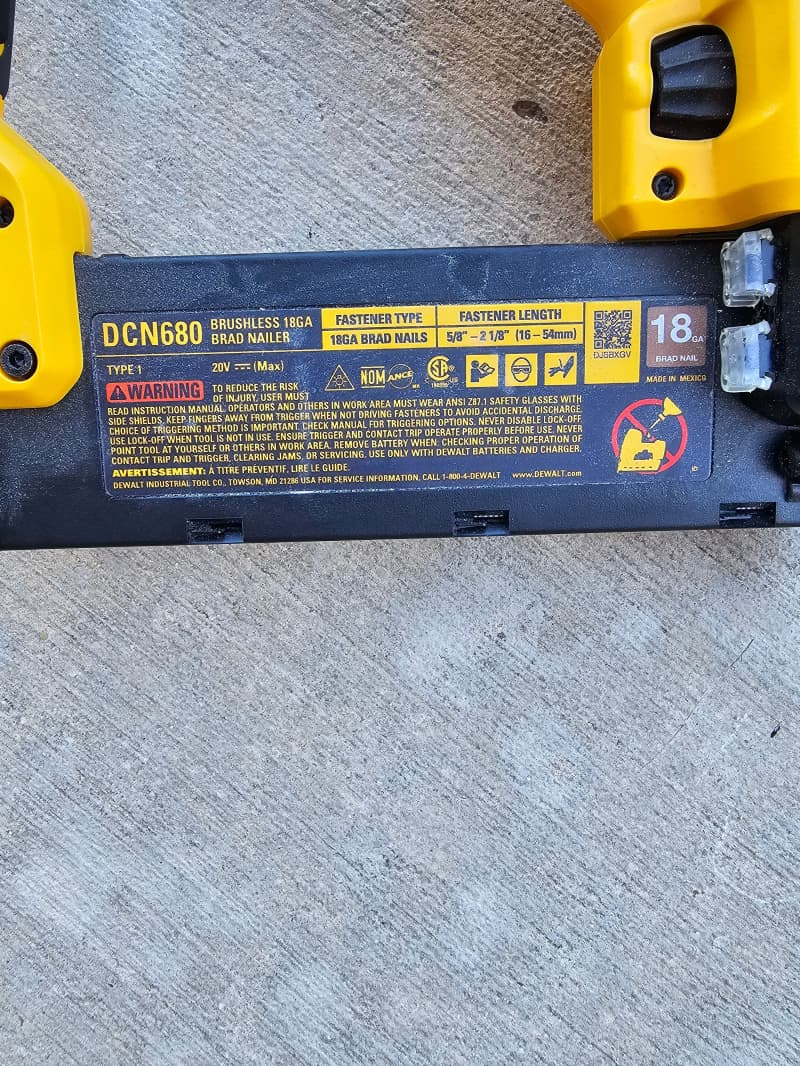 DCN680 BRUSHLESS 18GA
BRAD NAILER
FASTENER TYPE
18GA BRAD NAILS
FASTENER LENGTH
5/8" – 2 1/8" (16 – 54mm)
DJSBXGV
18 GA
BRAD NAIL
MADE IN MEXICO
TYPE 1
20V (Max)
NOM ANCE
WARNING
TO REDUCE THE RISK
OF INJURY, USER MUST
READ INSTRUCTION MANUAL. OPERATORS AND OTHERS IN WORK AREA MUST WEAR ANSI Z87.1 SAFETY GLASSES WITH
SIDE SHIELDS. KEEP FINGERS AWAY FROM TRIGGER WHEN NOT DRIVING FASTENERS TO AVOID ACCIDENTAL DISCHARGE.
CHOICE OF TRIGGERING METHOD IS IMPORTANT. CHECK MANUAL FOR TRIGGERING OPTIONS. NEVER DISABLE LOCK-OFF.
USE LOCK-OFF WHEN TOOL IS NOT IN USE. ENSURE TRIGGER AND CONTACT TRIP OPERATE PROPERLY BEFORE USE. NEVER
POINT TOOL AT YOURSELF OR OTHERS IN WORK AREA. REMOVE BATTERY WHEN: CHECKING PROPER OPERATION OF
CONTACT TRIP AND TRIGGER, CLEARING JAMS, OR SERVICING. USE ONLY WITH DEWALT BATTERIES AND CHARGER.
AVERTISSEMENT: À TITRE PRÉVENTIF, LIRE LE GUIDE.
DEWALT INDUSTRIAL TOOL CO., TOWSON, MD 21286 USA FOR SERVICE INFORMATION, CALL 1-800-4-DEWALT www.DEWALT.com